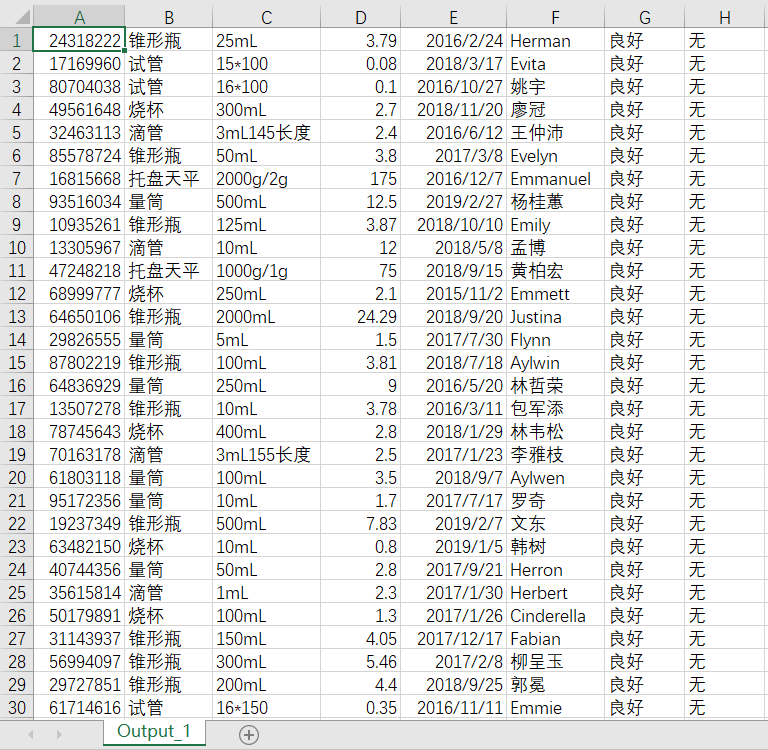 A B C D E F G H
1 24318222 锥形瓶 25mL 3.79 2016/2/24 Herman 良好 无
2 17169960 试管 15*100 0.08 2018/3/17 Evita 良好 无
3 80704038 试管 16*100 0.1 2016/10/27 姚宇 良好 无
4 49561648 烧杯 300mL 2.7 2018/11/20 廖冠 良好 无
5 32463113 滴管 3mL145长度 2.4 2016/6/12 王仲沛 良好 无
6 85578724 锥形瓶 50mL 3.8 2017/3/8 Evelyn 良好 无
7 16815668 托盘天平 2000g/2g 175 2016/12/7 Emmanuel 良好 无
8 93516034 量筒 500mL 12.5 2019/2/27 杨桂蕙 良好 无
9 10935261 锥形瓶 125mL 3.87 2018/10/10 Emily 良好 无
10 13305967 滴管 10mL 12 2018/5/8 孟博 良好 无
11 47248218 托盘天平 1000g/1g 75 2018/9/15 黄柏宏 良好 无
12 68999777 烧杯 250mL 2.1 2015/11/2 Emmett 良好 无
13 64650106 锥形瓶 2000mL 24.29 2018/9/20 Justina 良好 无
14 29826555 量筒 5mL 1.5 2017/7/30 Flynn 良好 无
15 87802219 锥形瓶 100mL 3.81 2018/7/18 Aylwin 良好 无
16 64836929 量筒 250mL 9 2016/5/20 林哲荣 良好 无
17 13507278 锥形瓶 10mL 3.78 2016/3/11 包军添 良好 无
18 78745643 烧杯 400mL 2.8 2018/1/29 林韦松 良好 无
19 70163178 滴管 3mL155长度 2.5 2017/1/23 李雅枝 良好 无
20 61803118 量筒 100mL 3.5 2018/9/7 Aylwen 良好 无
21 95172356 量筒 10mL 1.7 2017/7/17 罗奇 良好 无
22 19237349 锥形瓶 500mL 7.83 2019/2/7 文东 良好 无
23 63482150 烧杯 10mL 0.8 2019/1/5 韩树 良好 无
24 40744356 量筒 50mL 2.8 2017/9/21 Herron 良好 无
25 35615814 滴管 1mL 2.3 2017/1/30 Herbert 良好 无
26 50179891 烧杯 100mL 1.3 2017/1/26 Cinderella 良好 无
27 31143937 锥形瓶 150mL 4.05 2017/12/17 Fabian 良好 无
28 56994097 锥形瓶 300mL 5.46 2017/2/8 柳呈玉 良好 无
29 29727851 锥形瓶 200mL 4.4 2018/9/25 郭冕 良好 无
30 61714616 试管 16*150 0.35 2016/11/11 Emmie 良好 无
Output_1